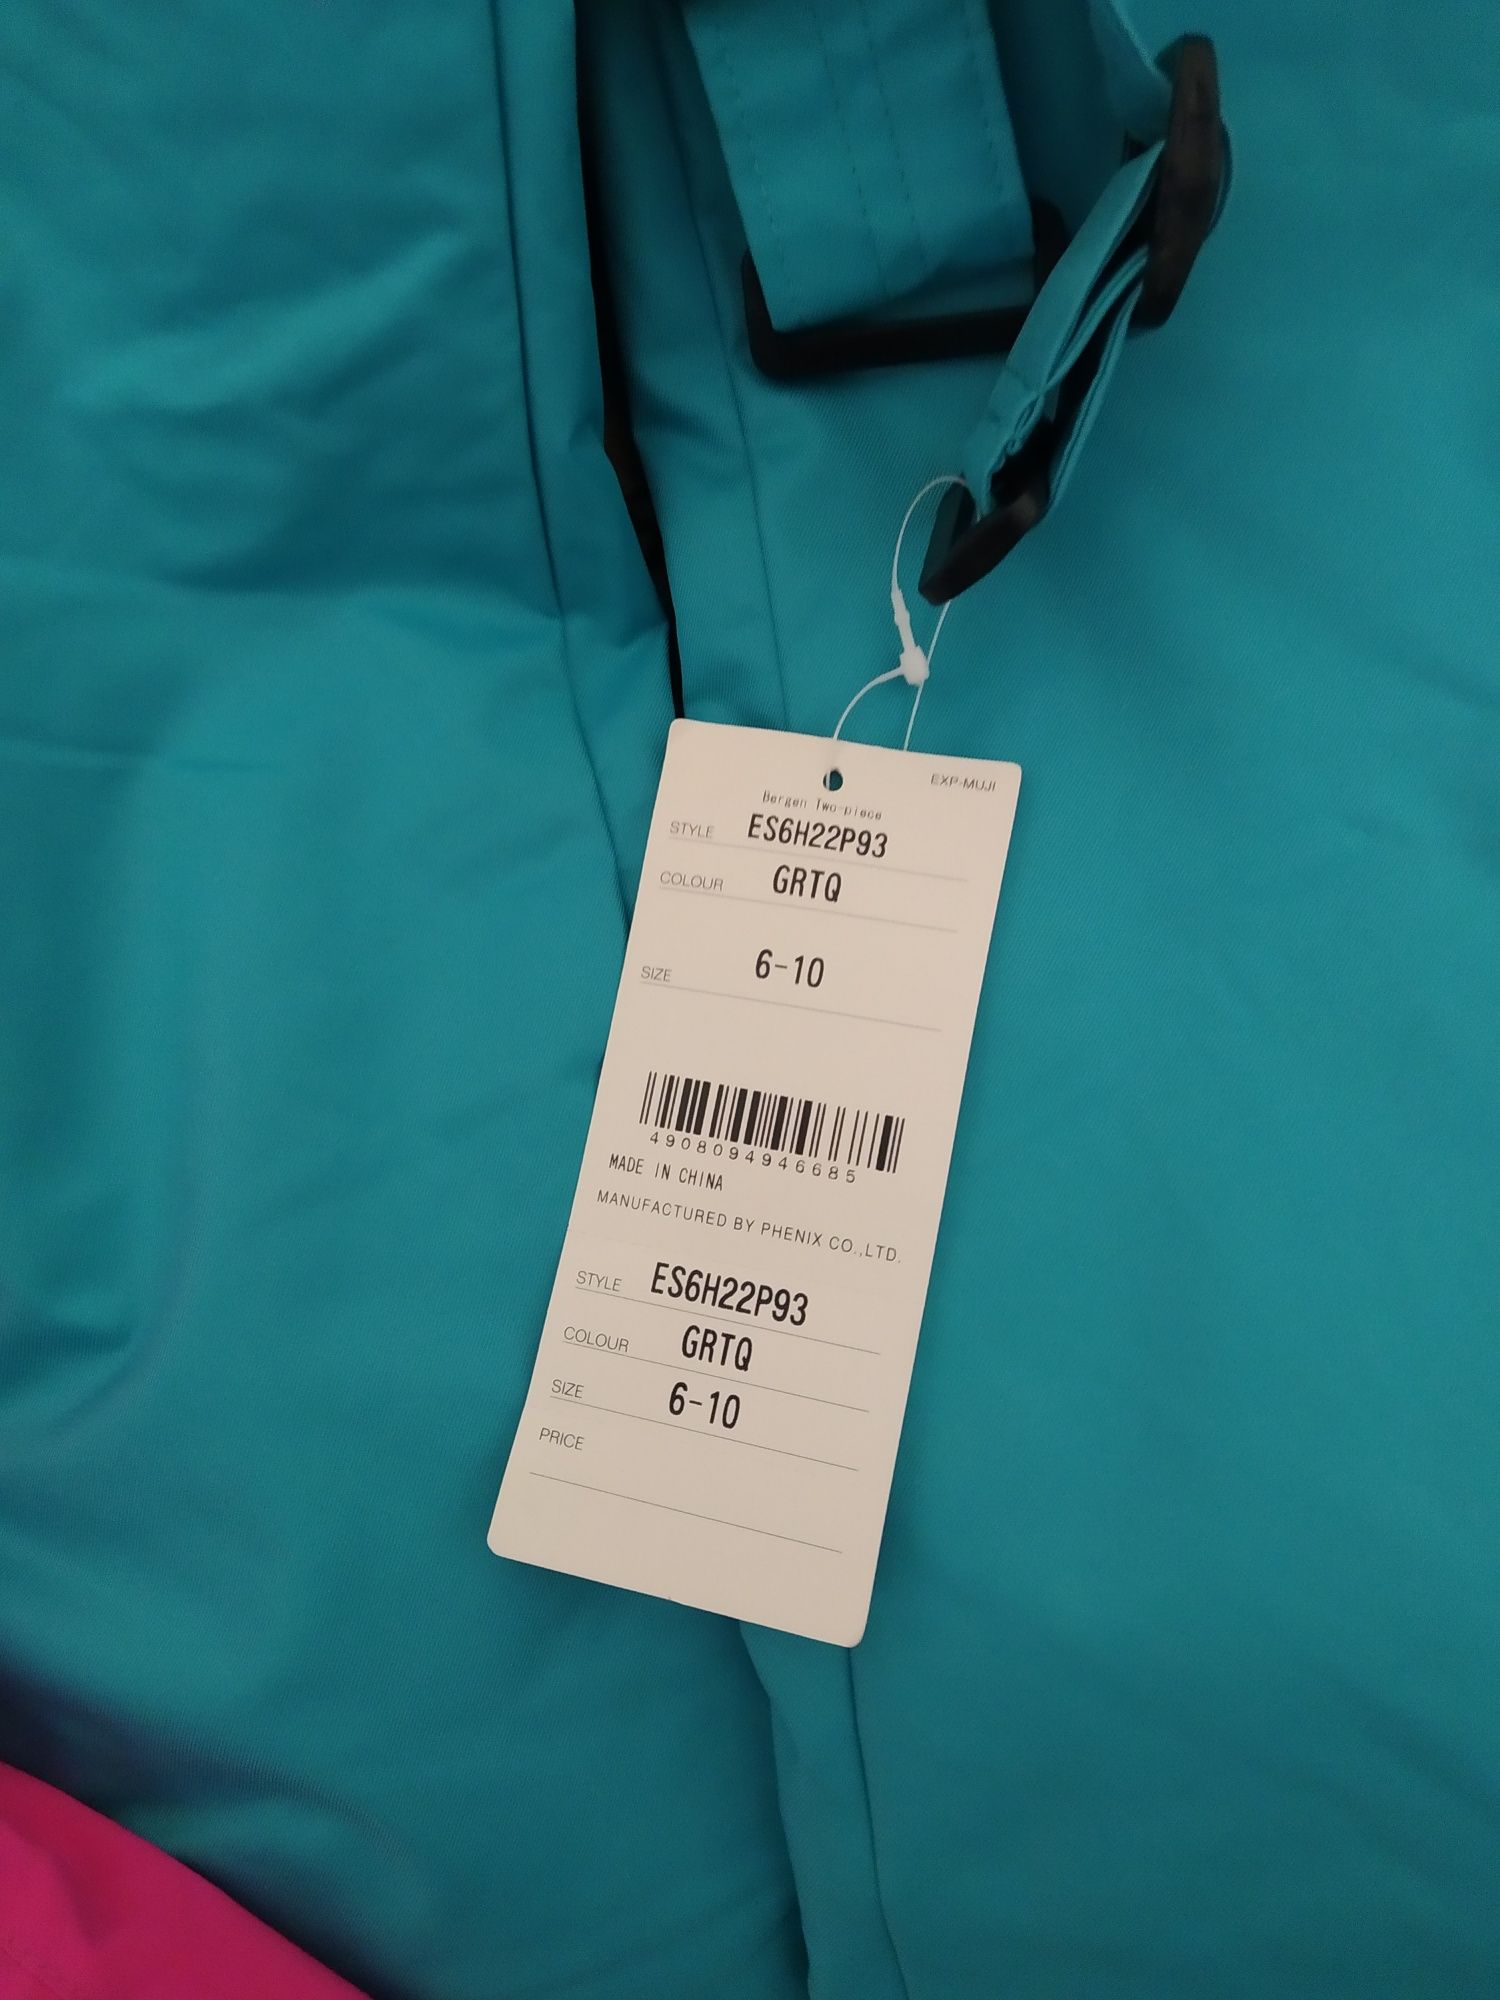 EXP-MUJI
Bergen Two-piece
STYLE ES6H22P93
COLOUR GRTQ
SIZE 6-10
4908094946685
MADE IN CHINA
MANUFACTURED BY PHENIX CO.,LTD.
STYLE ES6H22P93
COLOUR GRTQ
SIZE 6-10
PRICE